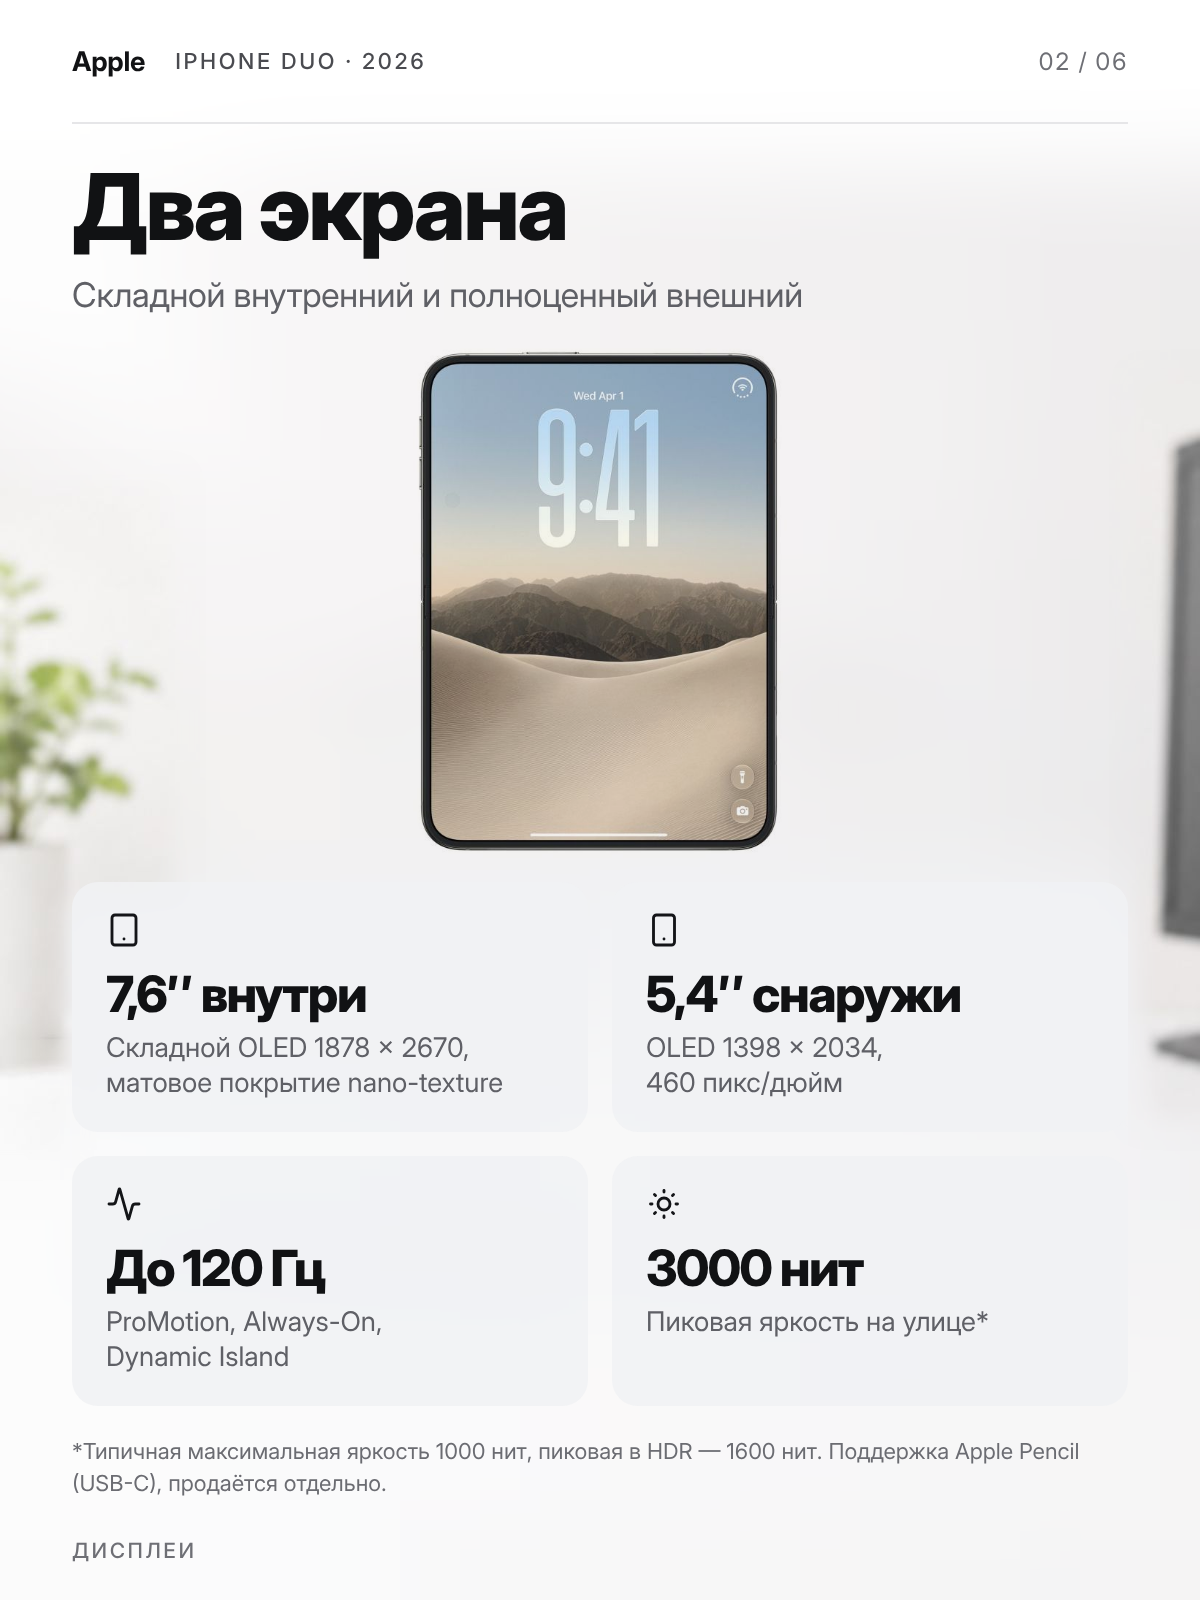 Apple IPHONE DUO · 2026 02 / 06
Два экрана
Складной внутренний и полноценный внешний
Wed Apr 1
9:41
7,6″ внутри
Складной OLED 1878 × 2670,
матовое покрытие nano-texture
5,4″ снаружи
OLED 1398 × 2034,
460 пикс/дюйм
До 120 Гц
ProMotion, Always-On,
Dynamic Island
3000 нит
Пиковая яркость на улице*
*Типичная максимальная яркость 1000 нит, пиковая в HDR — 1600 нит. Поддержка Apple Pencil
(USB-C), продаётся отдельно.
ДИСПЛЕИ